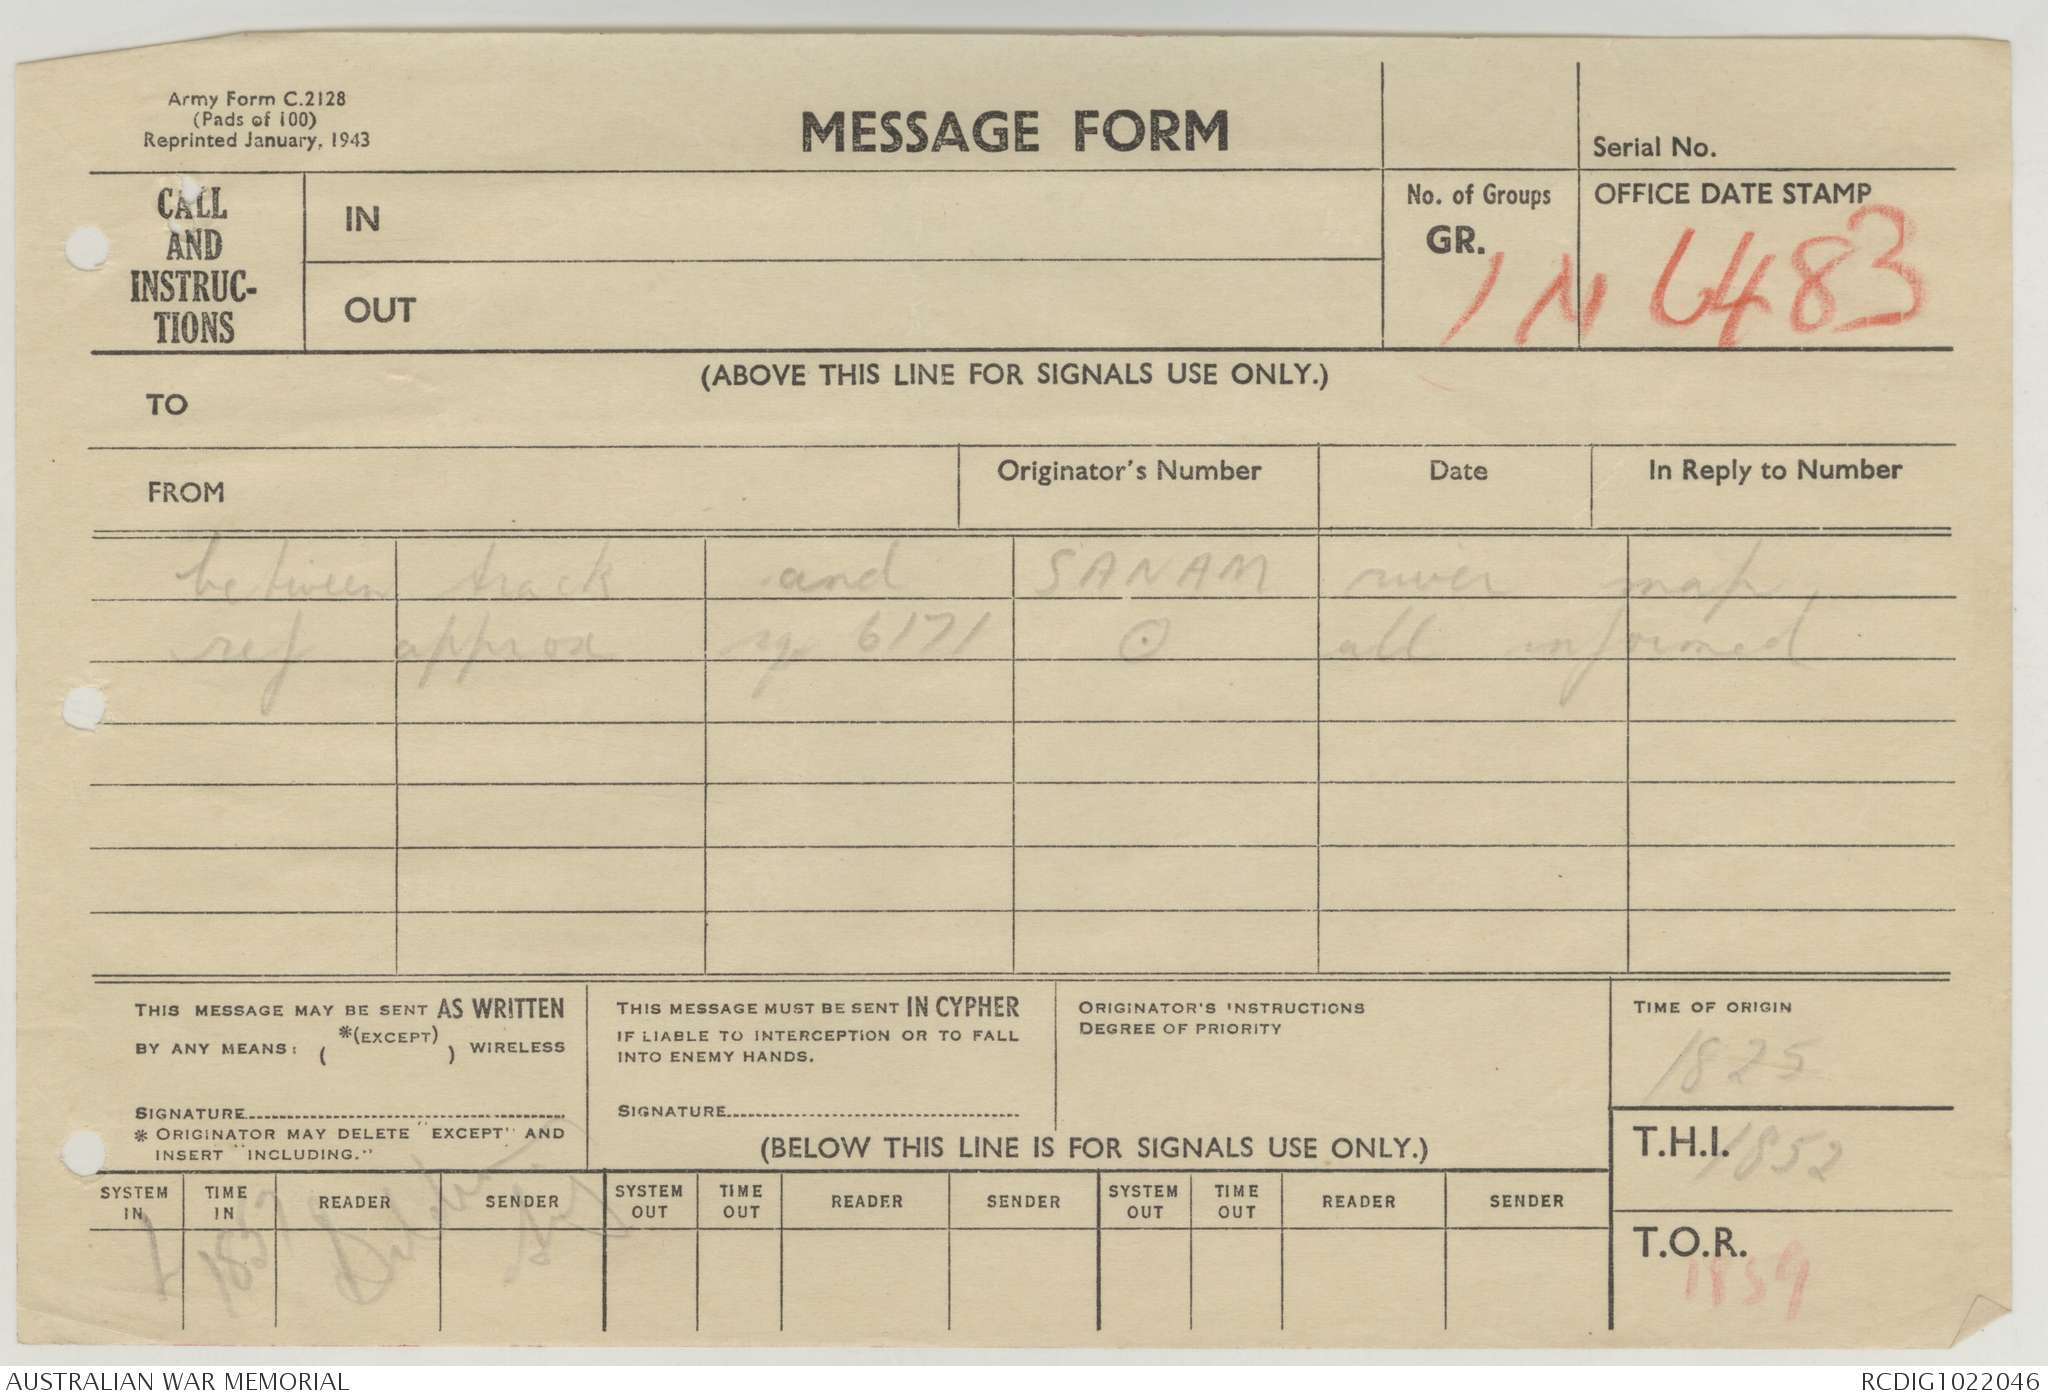 Army Form C.2128
(Pads of 100)
Reprinted January, 1943
MESSAGE FORM
Serial No.
CALL
AND
INSTRUC-
TIONS
IN
OUT
No. of Groups
GR.
OFFICE DATE STAMP
IN 6483
(ABOVE THIS LINE FOR SIGNALS USE ONLY.)
TO
FROM
Originator's Number
Date
In Reply to Number
between track and SANAM river map
ref approx sq 6171 ⊙ all informed
THIS MESSAGE MAY BE SENT AS WRITTEN
BY ANY MEANS: ( *(EXCEPT) ) WIRELESS
SIGNATURE
* ORIGINATOR MAY DELETE "EXCEPT" AND
INSERT "INCLUDING."
THIS MESSAGE MUST BE SENT IN CYPHER
IF LIABLE TO INTERCEPTION OR TO FALL
INTO ENEMY HANDS.
SIGNATURE
ORIGINATOR'S INSTRUCTIONS
DEGREE OF PRIORITY
TIME OF ORIGIN
1825
(BELOW THIS LINE IS FOR SIGNALS USE ONLY.)
T.H.I. 1852
SYSTEM IN TIME IN READER SENDER SYSTEM OUT TIME OUT READER SENDER SYSTEM OUT TIME OUT READER SENDER
T.O.R.
1859
AUSTRALIAN WAR MEMORIAL
RCDIG1022046